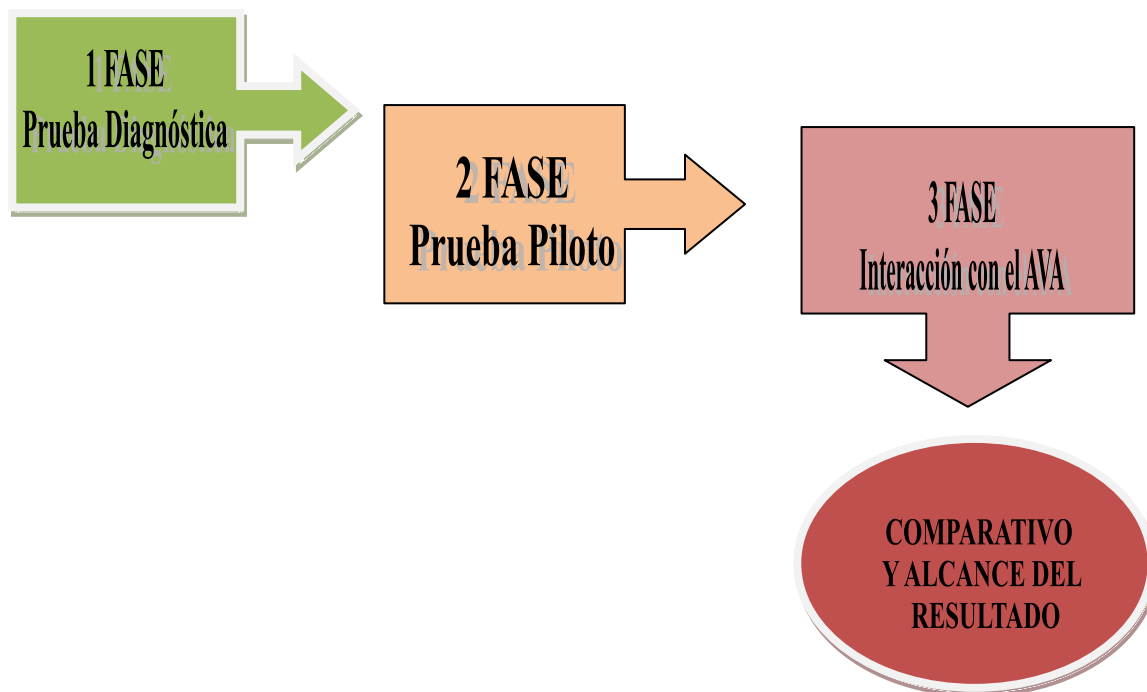 1 FASE
Prueba Diagnóstica
2 FASE
Prueba Piloto
3 FASE
Interacción con el AVA
COMPARATIVO
Y ALCANCE DEL
RESULTADO